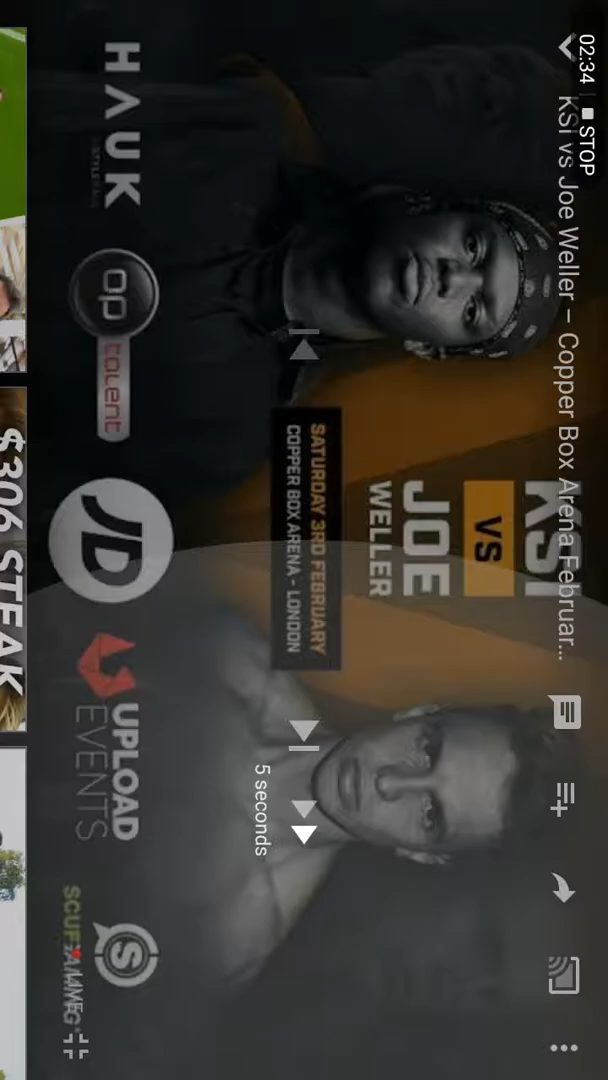 02:34 STOP
KSI vs Joe Weller – Copper Box Arena Februar...
KSI
VS
JOE
WELLER
SATURDAY 3RD FEBRUARY
COPPER BOX ARENA - LONDON
5 seconds
HAUK
op talent
JD
UPLOAD
EVENTS
S
LIVE
$306 STEAK